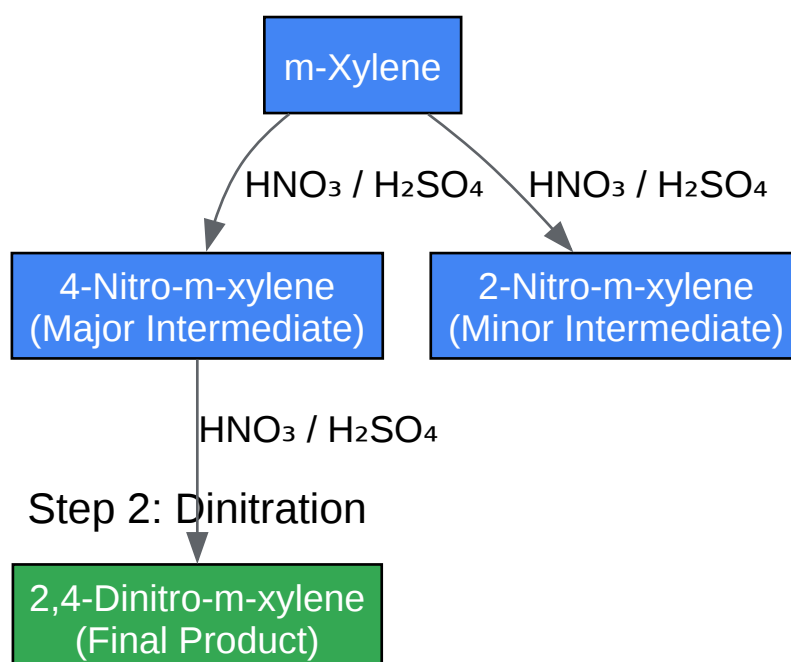 m-Xylene
HNO₃ / H₂SO₄
HNO₃ / H₂SO₄
4-Nitro-m-xylene
(Major Intermediate)
2-Nitro-m-xylene
(Minor Intermediate)
HNO₃ / H₂SO₄
Step 2: Dinitration
2,4-Dinitro-m-xylene
(Final Product)